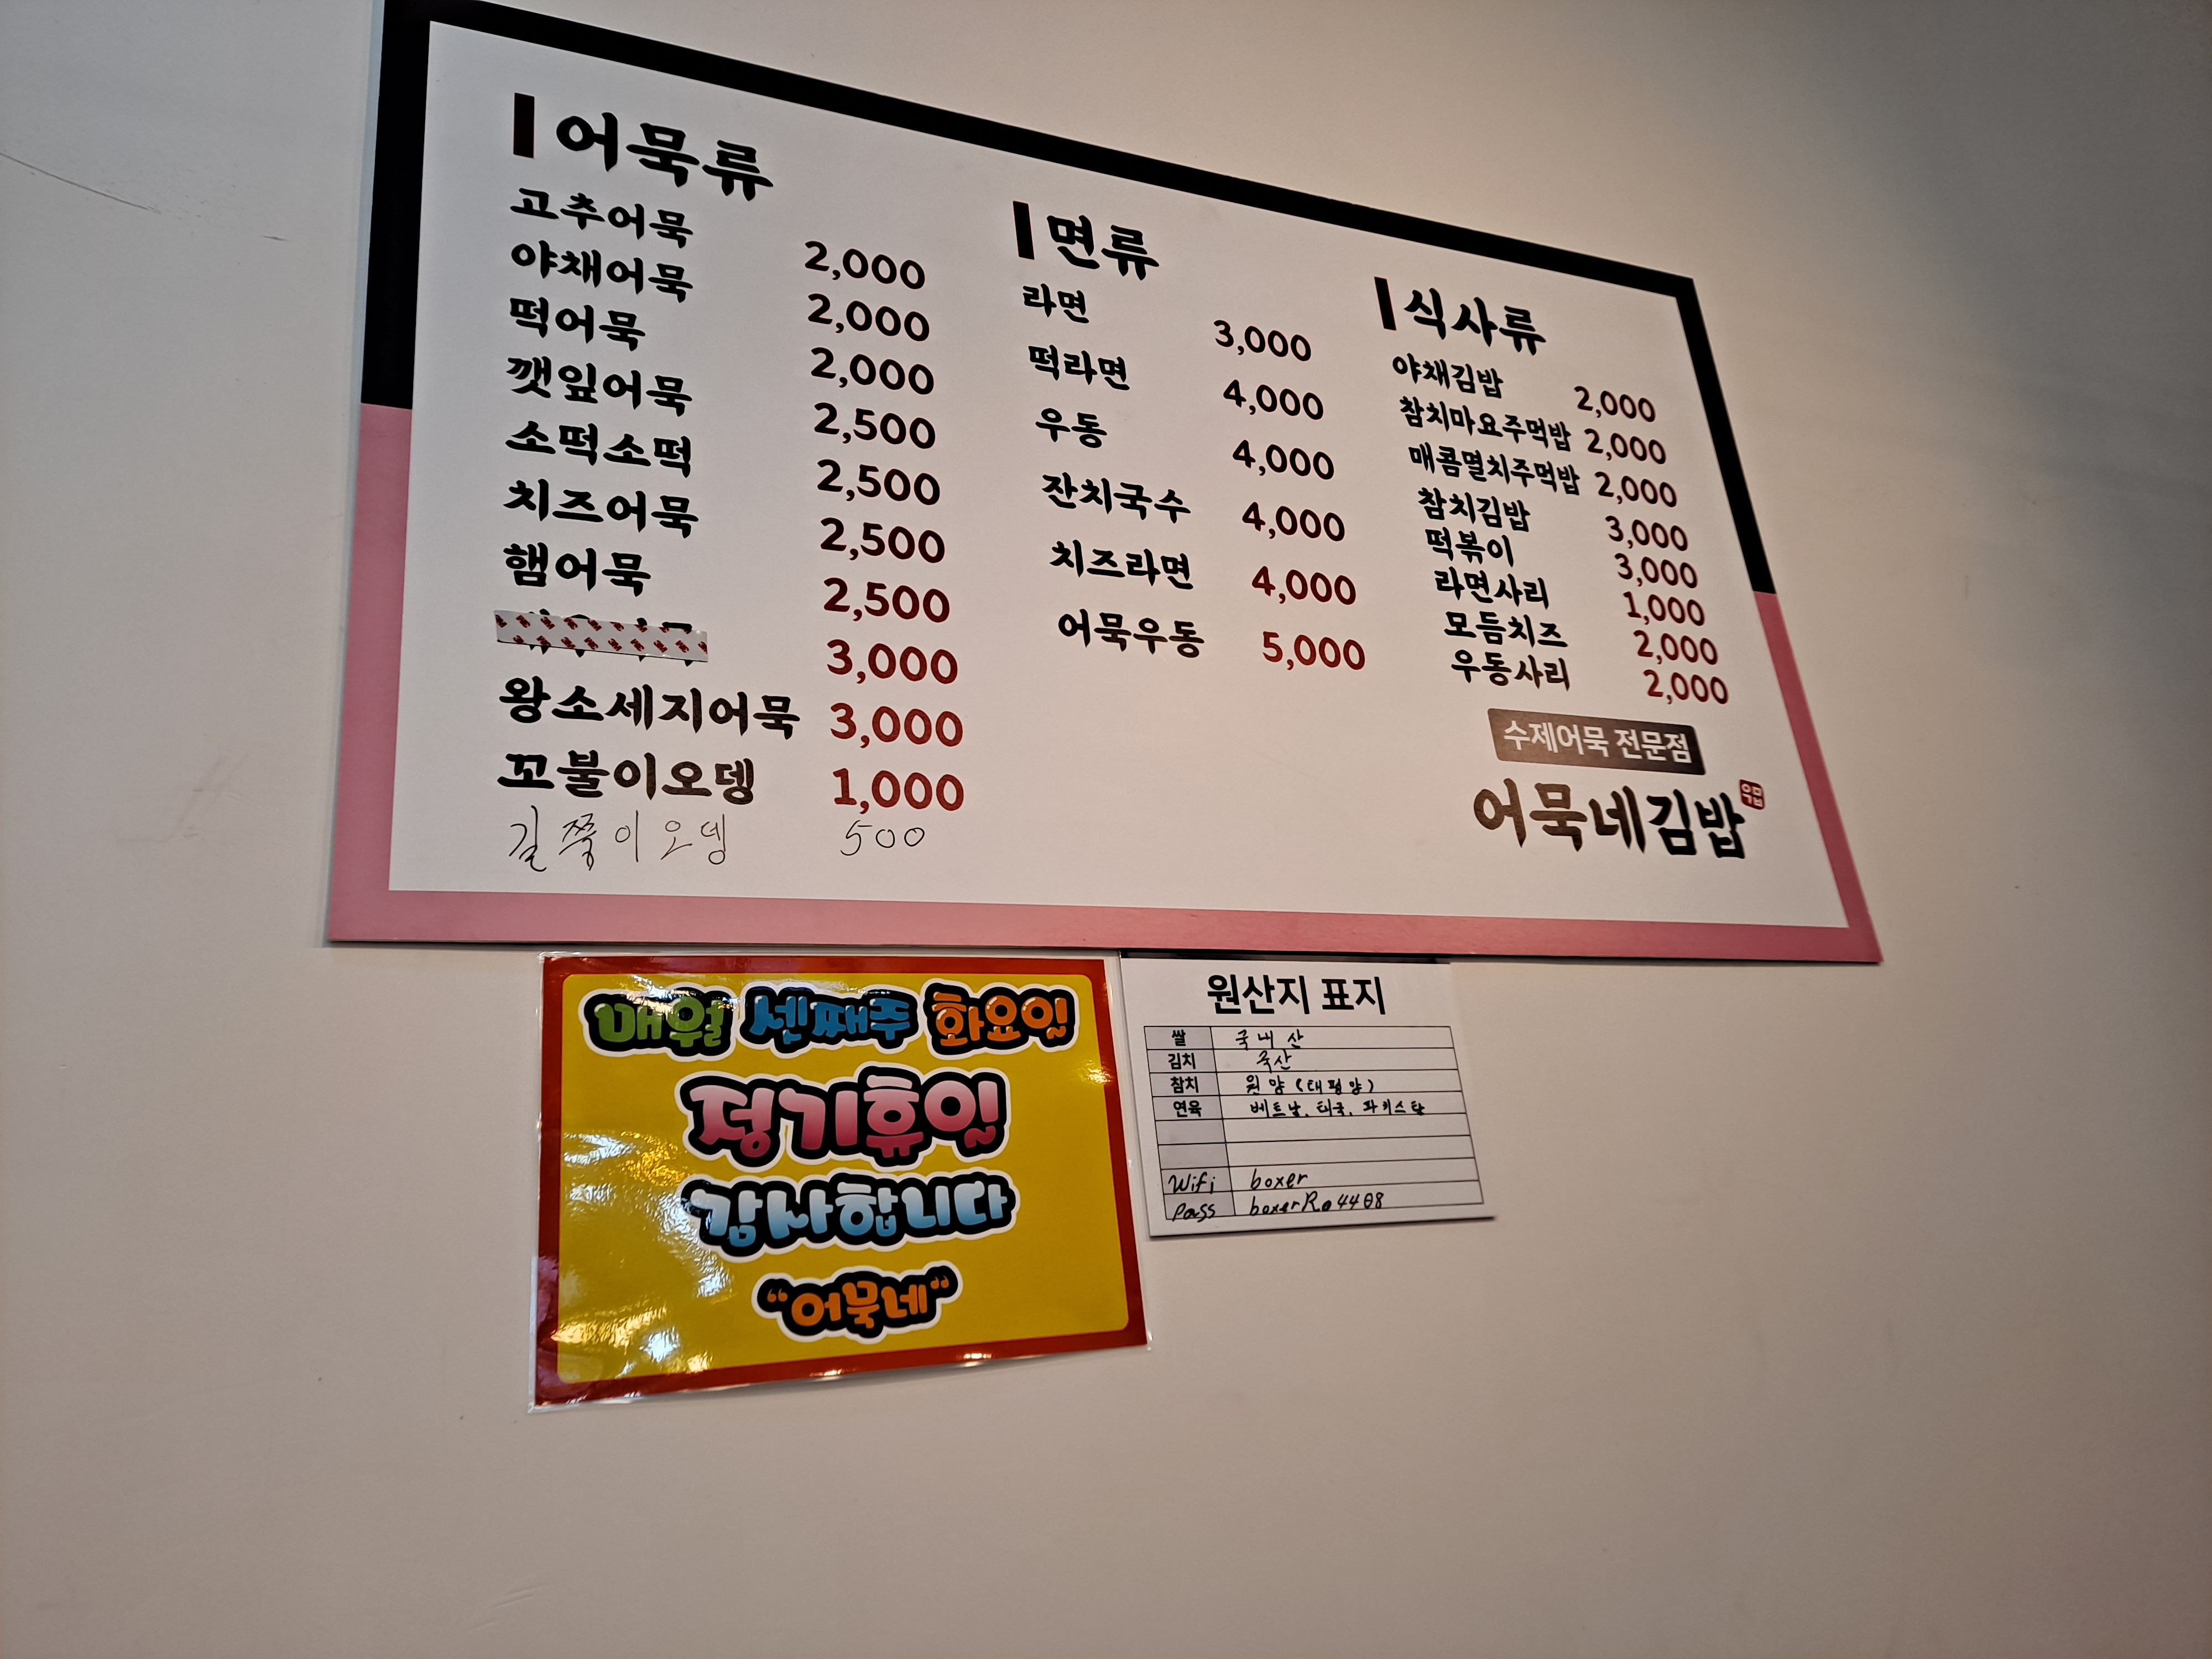 어묵류
고추어묵 2,000
야채어묵 2,000
떡어묵 2,000
깻잎어묵 2,500
소떡소떡 2,500
치즈어묵 2,500
햄어묵 2,500
3,000
왕소세지어묵 3,000
꼬불이오뎅 1,000
길쭉이오뎅 500
면류
라면 3,000
떡라면 4,000
우동 4,000
잔치국수 4,000
치즈라면 4,000
어묵우동 5,000
식사류
야채김밥 2,000
참치마요주먹밥 2,000
매콤멸치주먹밥 2,000
참치김밥 3,000
떡볶이 3,000
라면사리 1,000
모듬치즈 2,000
우동사리 2,000
수제어묵 전문점
어묵네김밥
매월 셋째주 화요일
정기휴일
감사합니다
“어묵네“
원산지 표지
쌀 국내산
김치 국산
참치 원양(태평양)
연육 베트남, 태국, 파키스탄
Wifi boxer
Pass